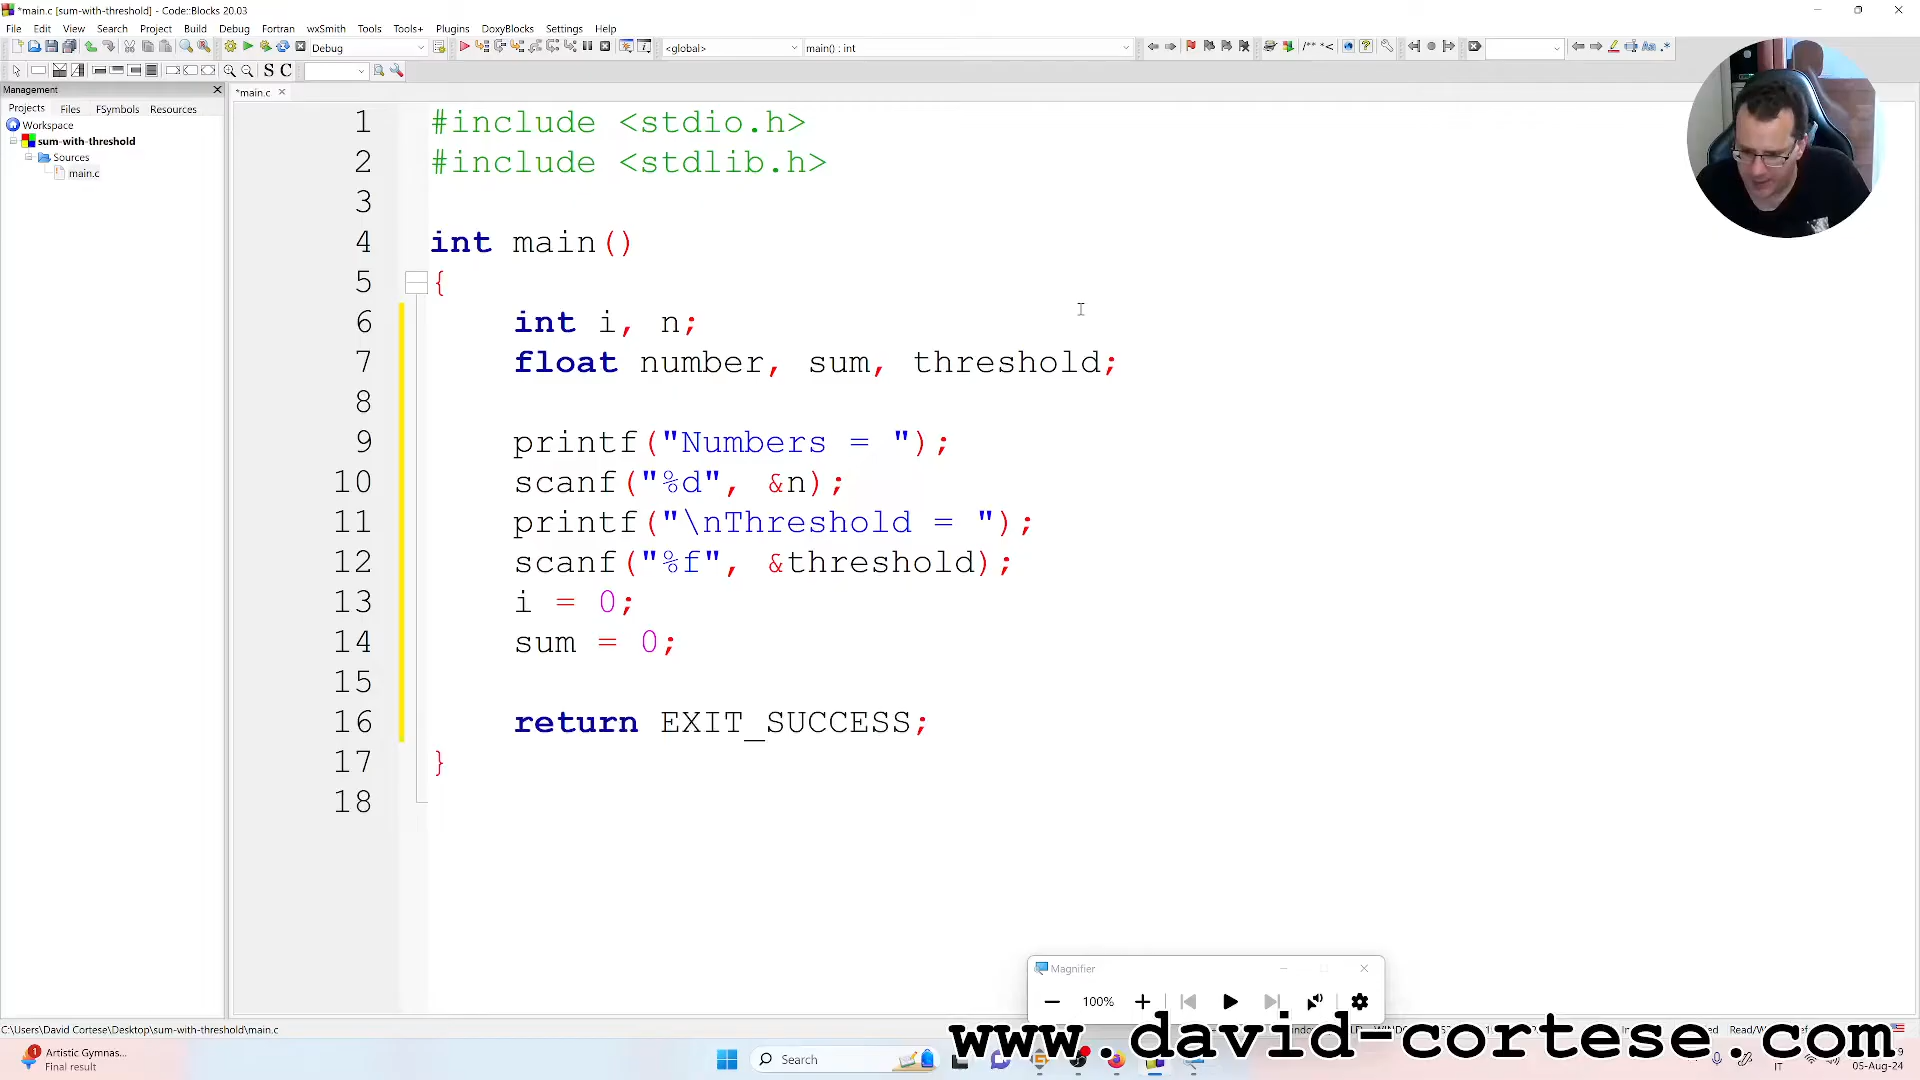 *main.c [sum-with-threshold] - Code::Blocks 20.03
File Edit View Search Project Build Debug Fortran wxSmith Tools Tools+ Plugins DoxyBlocks Settings Help
Debug
<global>
main() : int
S C
Management
Projects Files FSymbols Resources
Workspace
sum-with-threshold
Sources
main.c
*main.c
1 #include <stdio.h>
2 #include <stdlib.h>
3
4 int main()
5 {
6 int i, n;
7 float number, sum, threshold;
8
9 printf("Numbers = ");
10 scanf("%d", &n);
11 printf("\nThreshold = ");
12 scanf("%f", &threshold);
13 i = 0;
14 sum = 0;
15
16 return EXIT_SUCCESS;
17 }
18
Magnifier
100%
C:\Users\David Cortese\Desktop\sum-with-threshold\main.c
www.david-cortese.com
1 Artistic Gymnas...
Final result
Search
IT
05-Aug-24